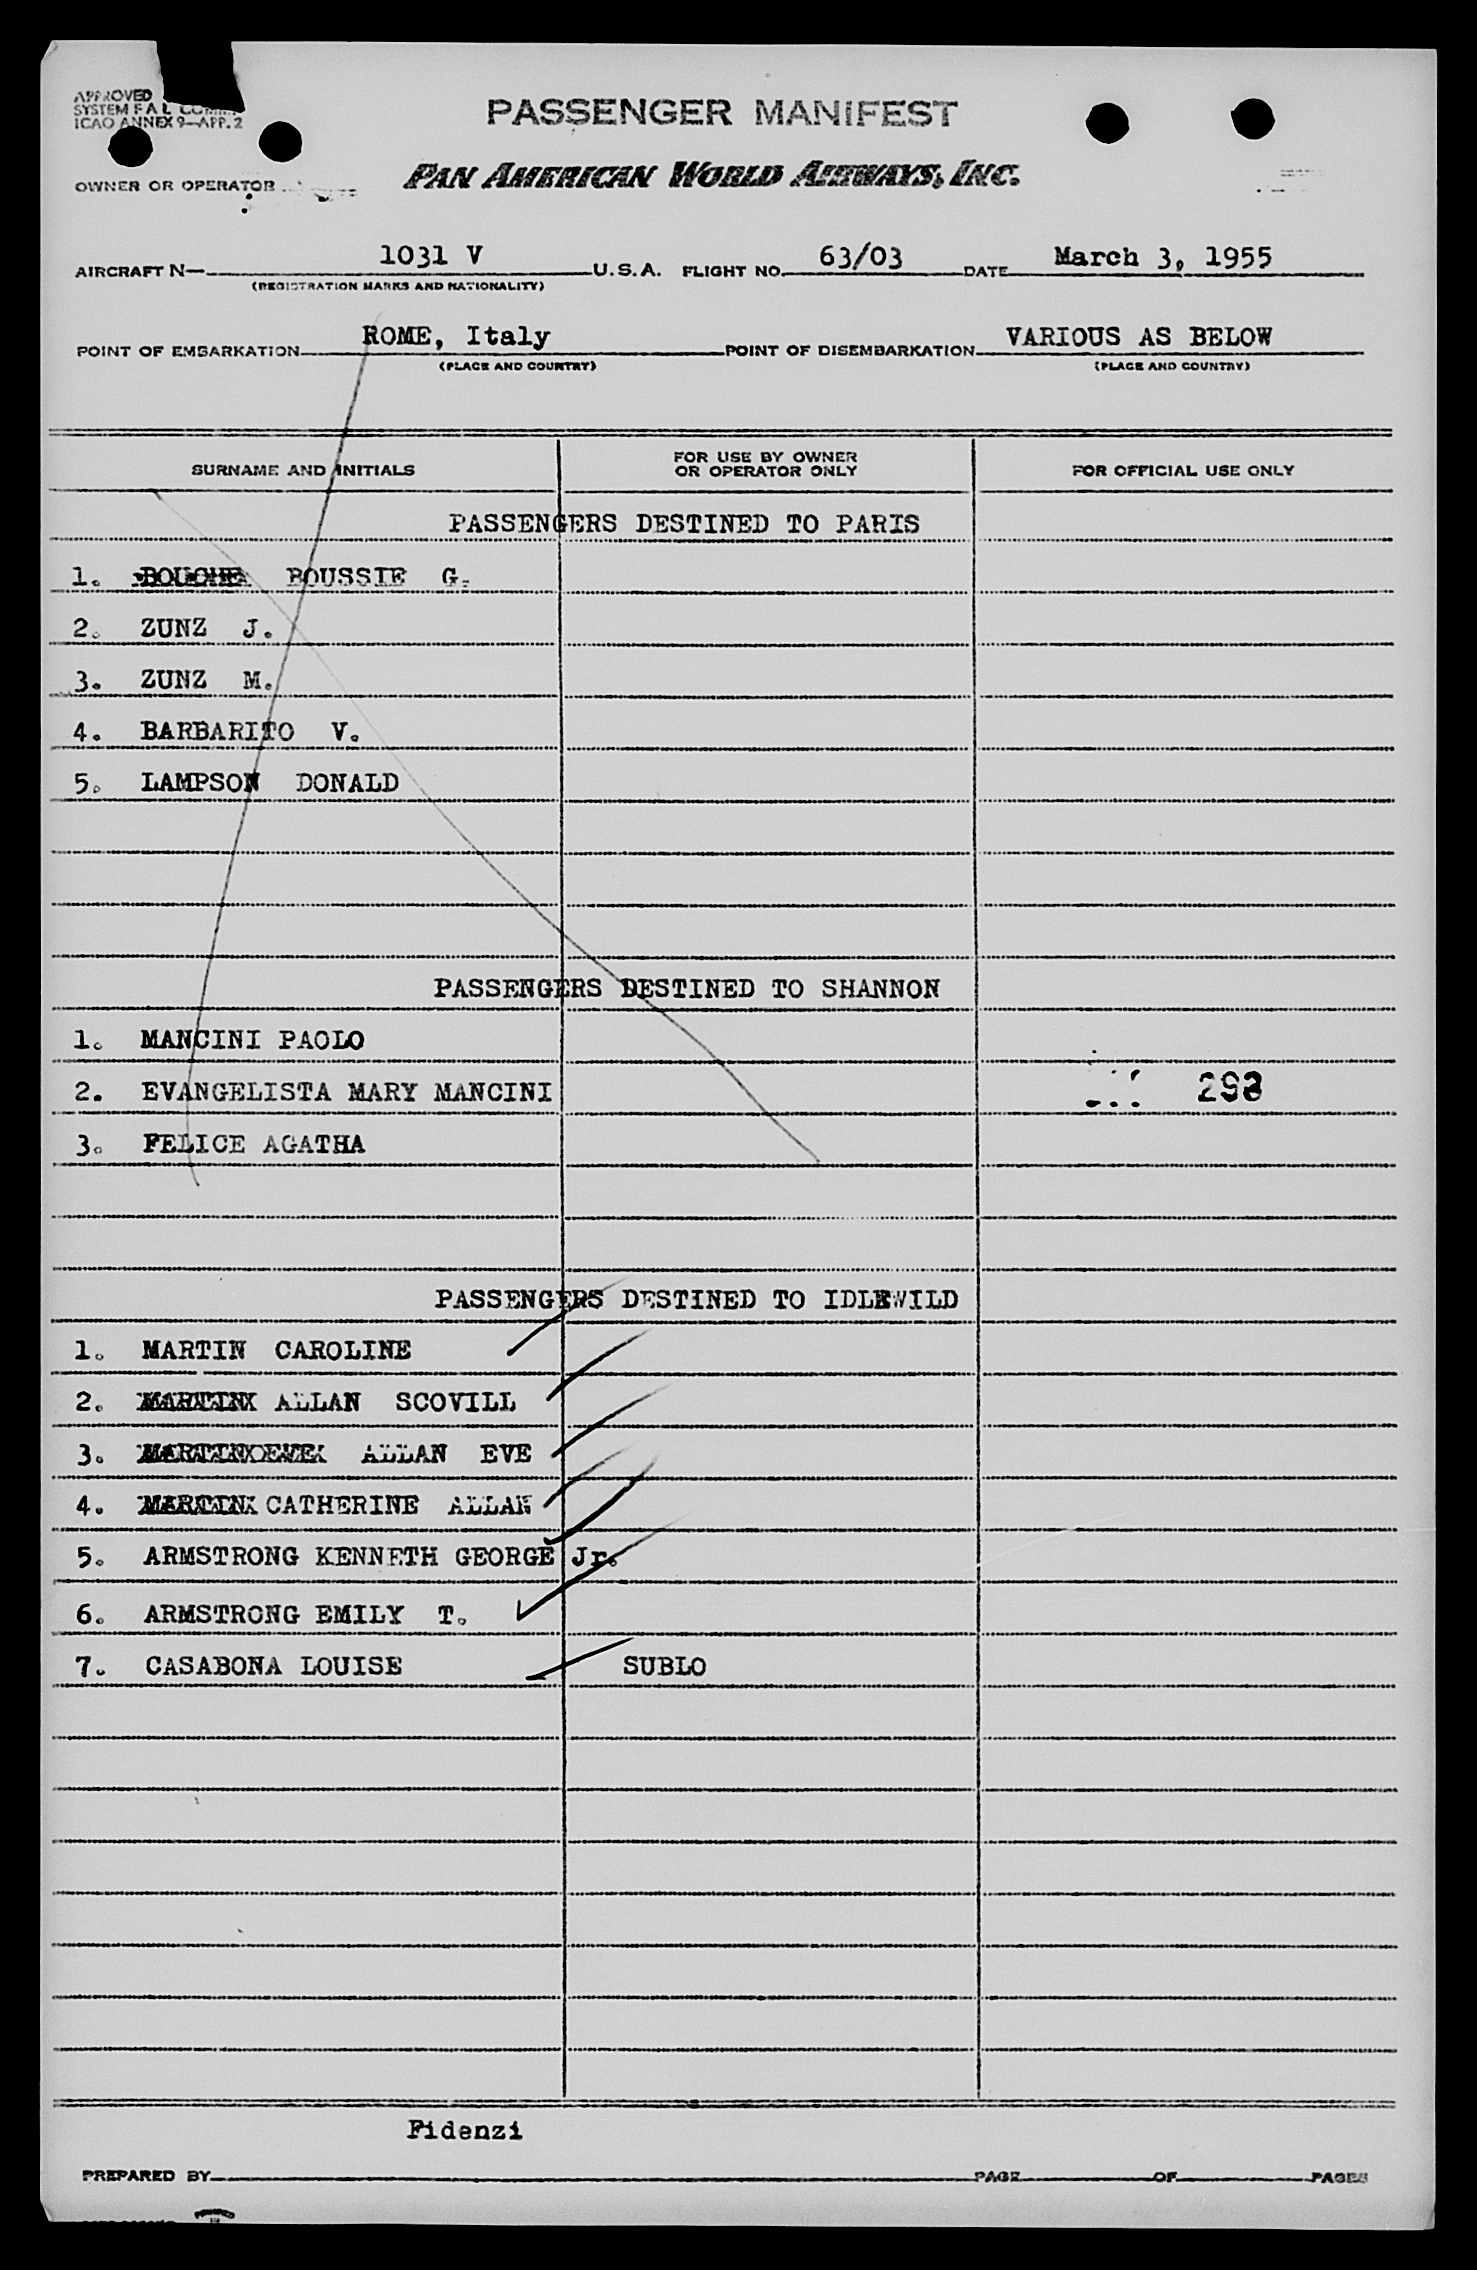 APPROVED
SYSTEM F A L
ICAO ANNEX 9—APP. 2
PASSENGER MANIFEST
OWNER OR OPERATOR
PAN AMERICAN WORLD AIRWAYS, INC.
AIRCRAFT N— 1031 V U.S.A. FLIGHT NO. 63/03 DATE March 3, 1955
(REGISTRATION MARKS AND NATIONALITY)
POINT OF EMBARKATION ROME, Italy POINT OF DISEMBARKATION VARIOUS AS BELOW
(PLACE AND COUNTRY) (PLACE AND COUNTRY)
SURNAME AND INITIALS FOR USE BY OWNER OR OPERATOR ONLY FOR OFFICIAL USE ONLY
PASSENGERS DESTINED TO PARIS
1. BOUSSIE G.
2. ZUNZ J.
3. ZUNZ M.
4. BARBARITO V.
5. LAMPSON DONALD
PASSENGERS DESTINED TO SHANNON
1. MANCINI PAOLO
2. EVANGELISTA MARY MANCINI 293
3. FELICE AGATHA
PASSENGERS DESTINED TO IDLEWILD
1. MARTIN CAROLINE
2. MARTIN ALLAN SCOVILL
3. ALLAN EVE
4. MARTIN CATHERINE ALLAN
5. ARMSTRONG KENNETH GEORGE Jr.
6. ARMSTRONG EMILY T.
7. CASABONA LOUISE SUBLO
Fidenzi
PREPARED BY PAGE OF PAGES